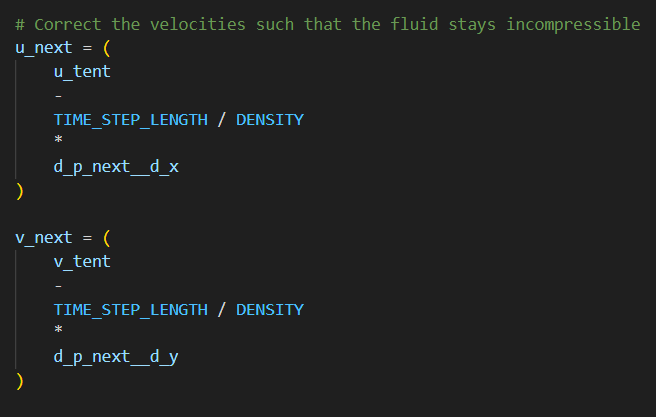 # Correct the velocities such that the fluid stays incompressible
u_next = (
    u_tent
    -
    TIME_STEP_LENGTH / DENSITY
    *
    d_p_next__d_x
)

v_next = (
    v_tent
    -
    TIME_STEP_LENGTH / DENSITY
    *
    d_p_next__d_y
)